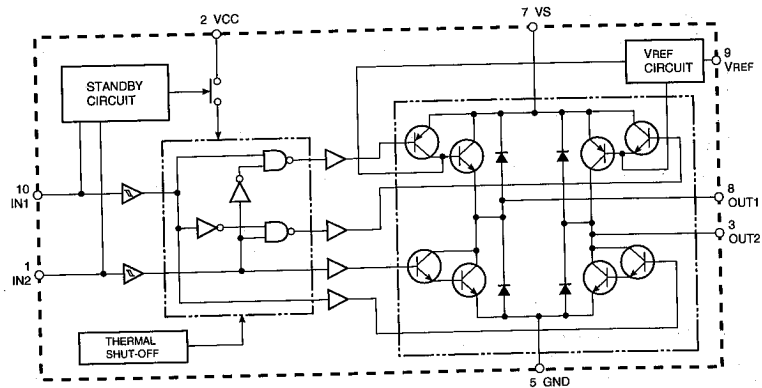 2 VCC
7 VS
STANDBY
CIRCUIT
VREF
CIRCUIT
9
VREF
10
IN1
8
OUT1
3
OUT2
1
IN2
THERMAL
SHUT-OFF
5 GND